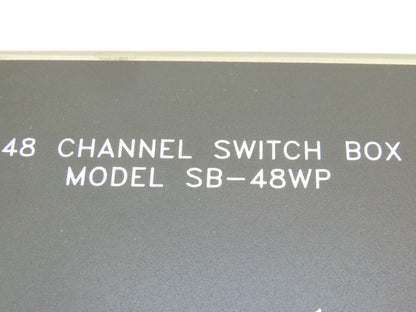 48 CHANNEL SWITCH BOX
MODEL SB-48WP